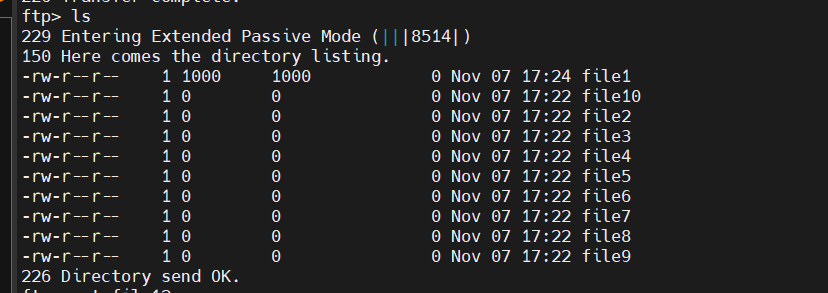 ftp> ls
229 Entering Extended Passive Mode (|||8514|)
150 Here comes the directory listing.
-rw-r--r--    1 1000     1000            0 Nov 07 17:24 file1
-rw-r--r--    1 0        0               0 Nov 07 17:22 file10
-rw-r--r--    1 0        0               0 Nov 07 17:22 file2
-rw-r--r--    1 0        0               0 Nov 07 17:22 file3
-rw-r--r--    1 0        0               0 Nov 07 17:22 file4
-rw-r--r--    1 0        0               0 Nov 07 17:22 file5
-rw-r--r--    1 0        0               0 Nov 07 17:22 file6
-rw-r--r--    1 0        0               0 Nov 07 17:22 file7
-rw-r--r--    1 0        0               0 Nov 07 17:22 file8
-rw-r--r--    1 0        0               0 Nov 07 17:22 file9
226 Directory send OK.